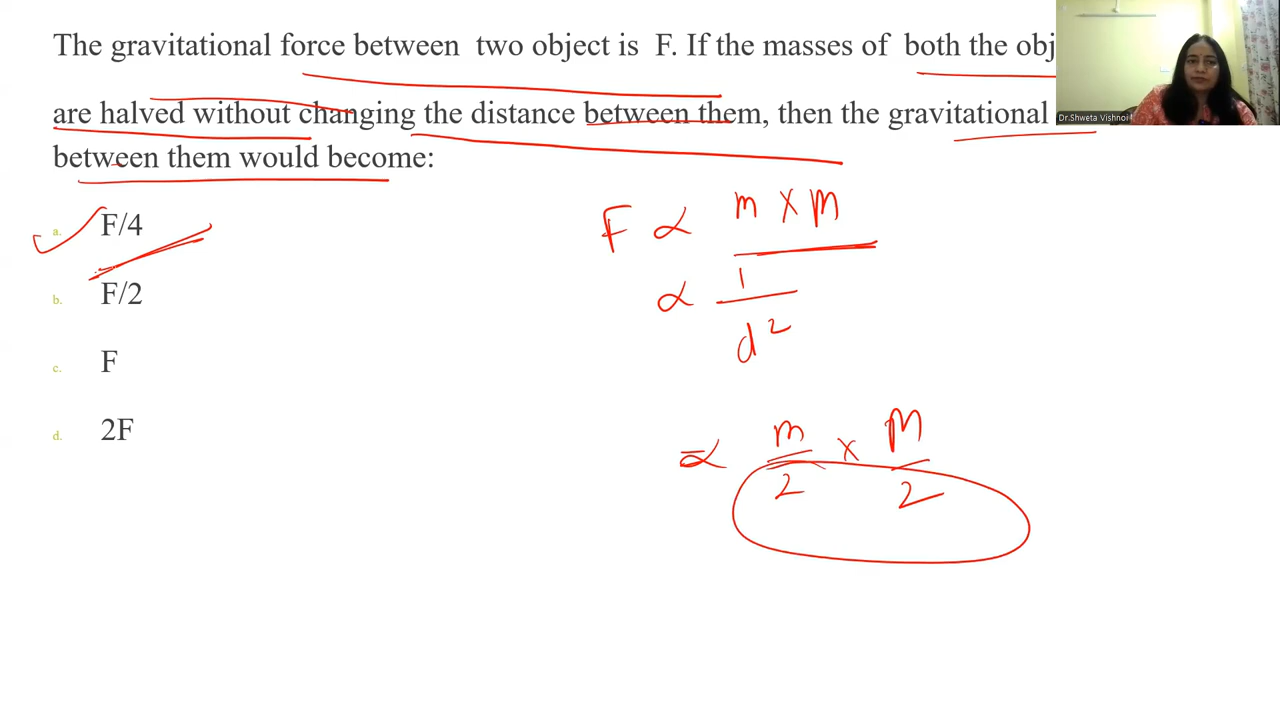 The gravitational force between two object is F. If the masses of both the obj
are halved without changing the distance between them, then the gravitational
between them would become:
a. F/4
b. F/2
c. F
d. 2F
F ∝ m × M
∝ 1/d²
∝ m/2 × M/2
Dr.Shweta Vishnoi